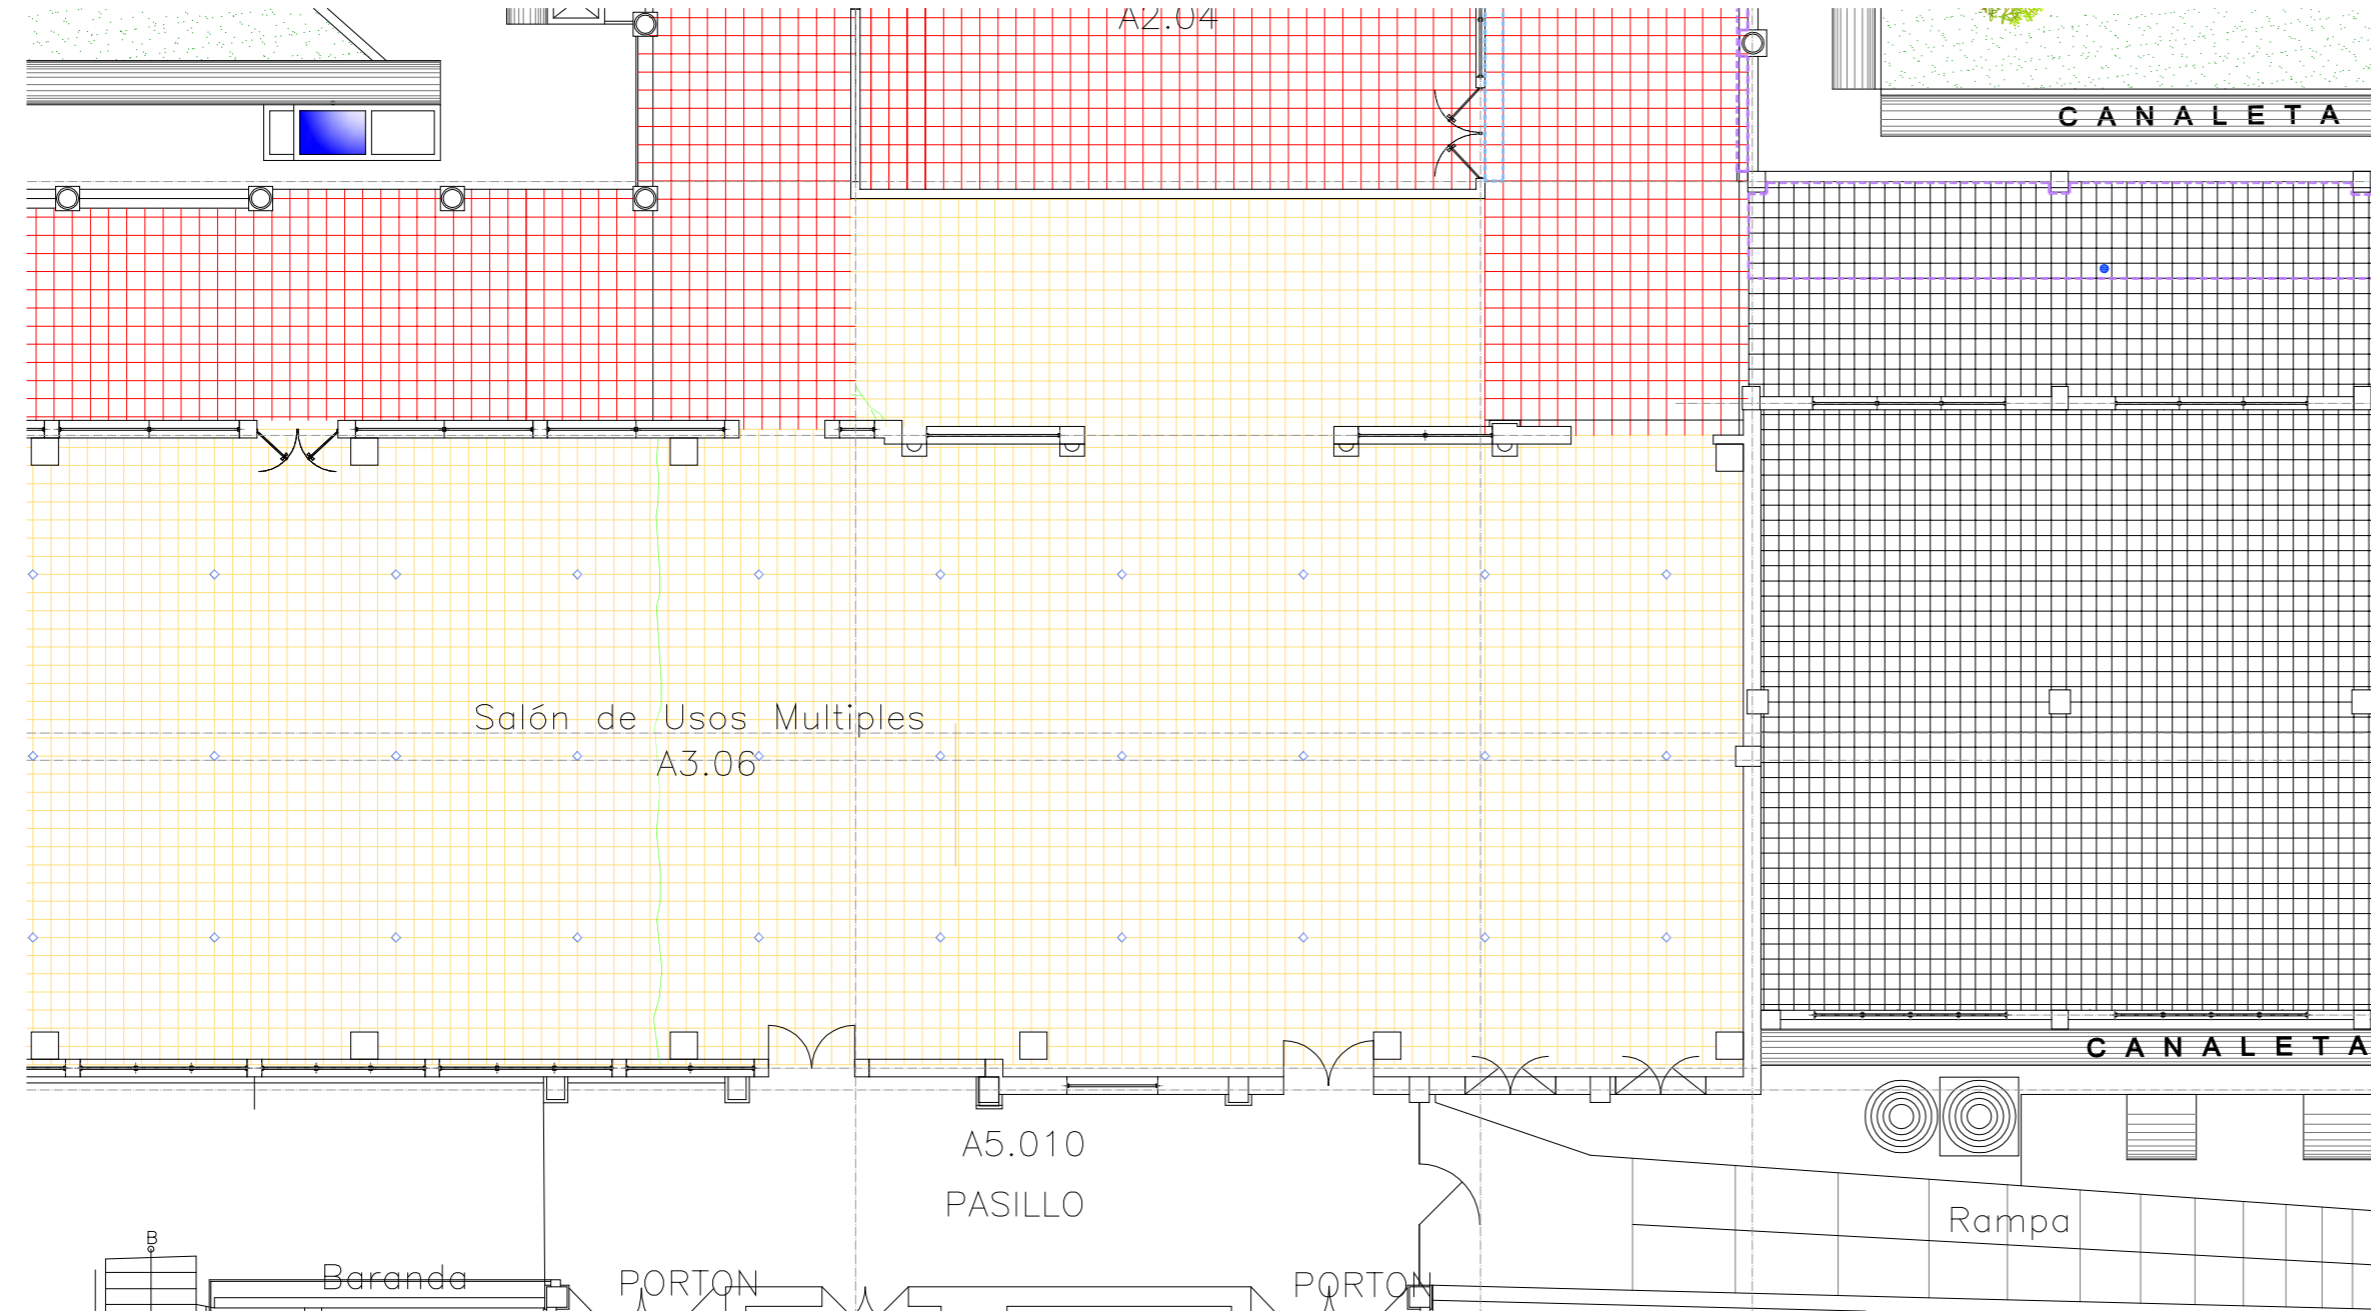 A2.04
CANALETA
Salón de Usos Multiples
A3.06
CANALETA
A5.010
PASILLO
Rampa
B
Baranda
PORTON
PORTON